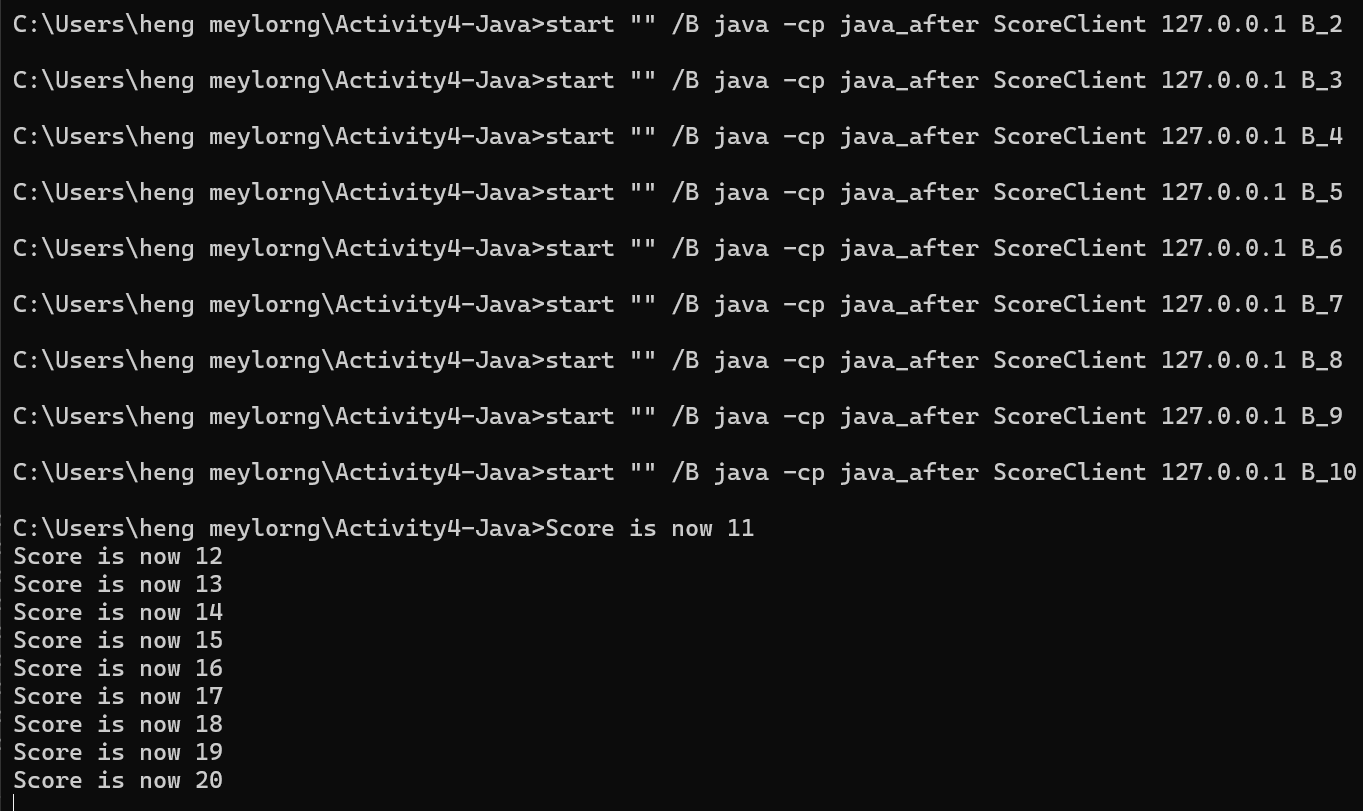 C:\Users\heng meylorng\Activity4-Java>start "" /B java -cp java_after ScoreClient 127.0.0.1 B_2
C:\Users\heng meylorng\Activity4-Java>start "" /B java -cp java_after ScoreClient 127.0.0.1 B_3
C:\Users\heng meylorng\Activity4-Java>start "" /B java -cp java_after ScoreClient 127.0.0.1 B_4
C:\Users\heng meylorng\Activity4-Java>start "" /B java -cp java_after ScoreClient 127.0.0.1 B_5
C:\Users\heng meylorng\Activity4-Java>start "" /B java -cp java_after ScoreClient 127.0.0.1 B_6
C:\Users\heng meylorng\Activity4-Java>start "" /B java -cp java_after ScoreClient 127.0.0.1 B_7
C:\Users\heng meylorng\Activity4-Java>start "" /B java -cp java_after ScoreClient 127.0.0.1 B_8
C:\Users\heng meylorng\Activity4-Java>start "" /B java -cp java_after ScoreClient 127.0.0.1 B_9
C:\Users\heng meylorng\Activity4-Java>start "" /B java -cp java_after ScoreClient 127.0.0.1 B_10
C:\Users\heng meylorng\Activity4-Java>Score is now 11
Score is now 12
Score is now 13
Score is now 14
Score is now 15
Score is now 16
Score is now 17
Score is now 18
Score is now 19
Score is now 20